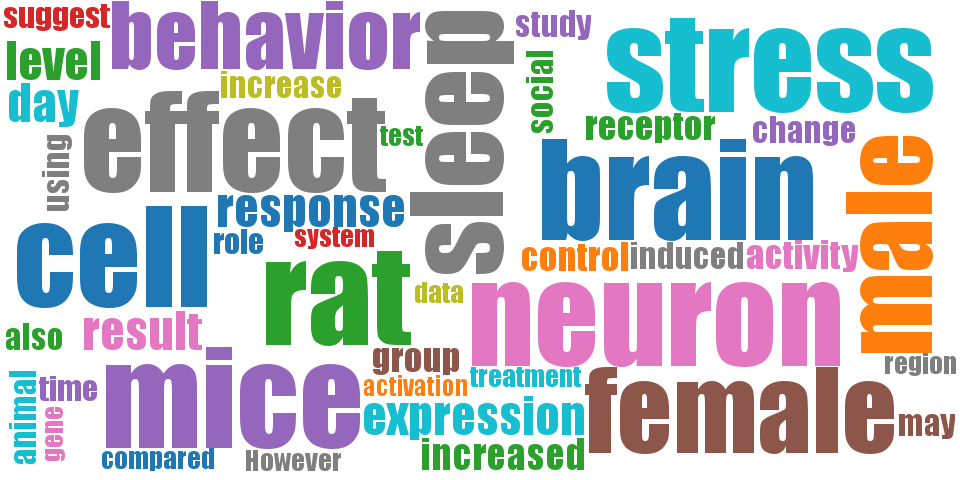 suggest
behavior
sleep
study
stress
level
increase
social
day
effect
test
receptor
change
using
brain
male
response
cell
role
system
rat
control
induced
activity
data
neuron
also
result
group
region
mice
animal
time
activation
treatment
female
gene
expression
may
compared
However
increased